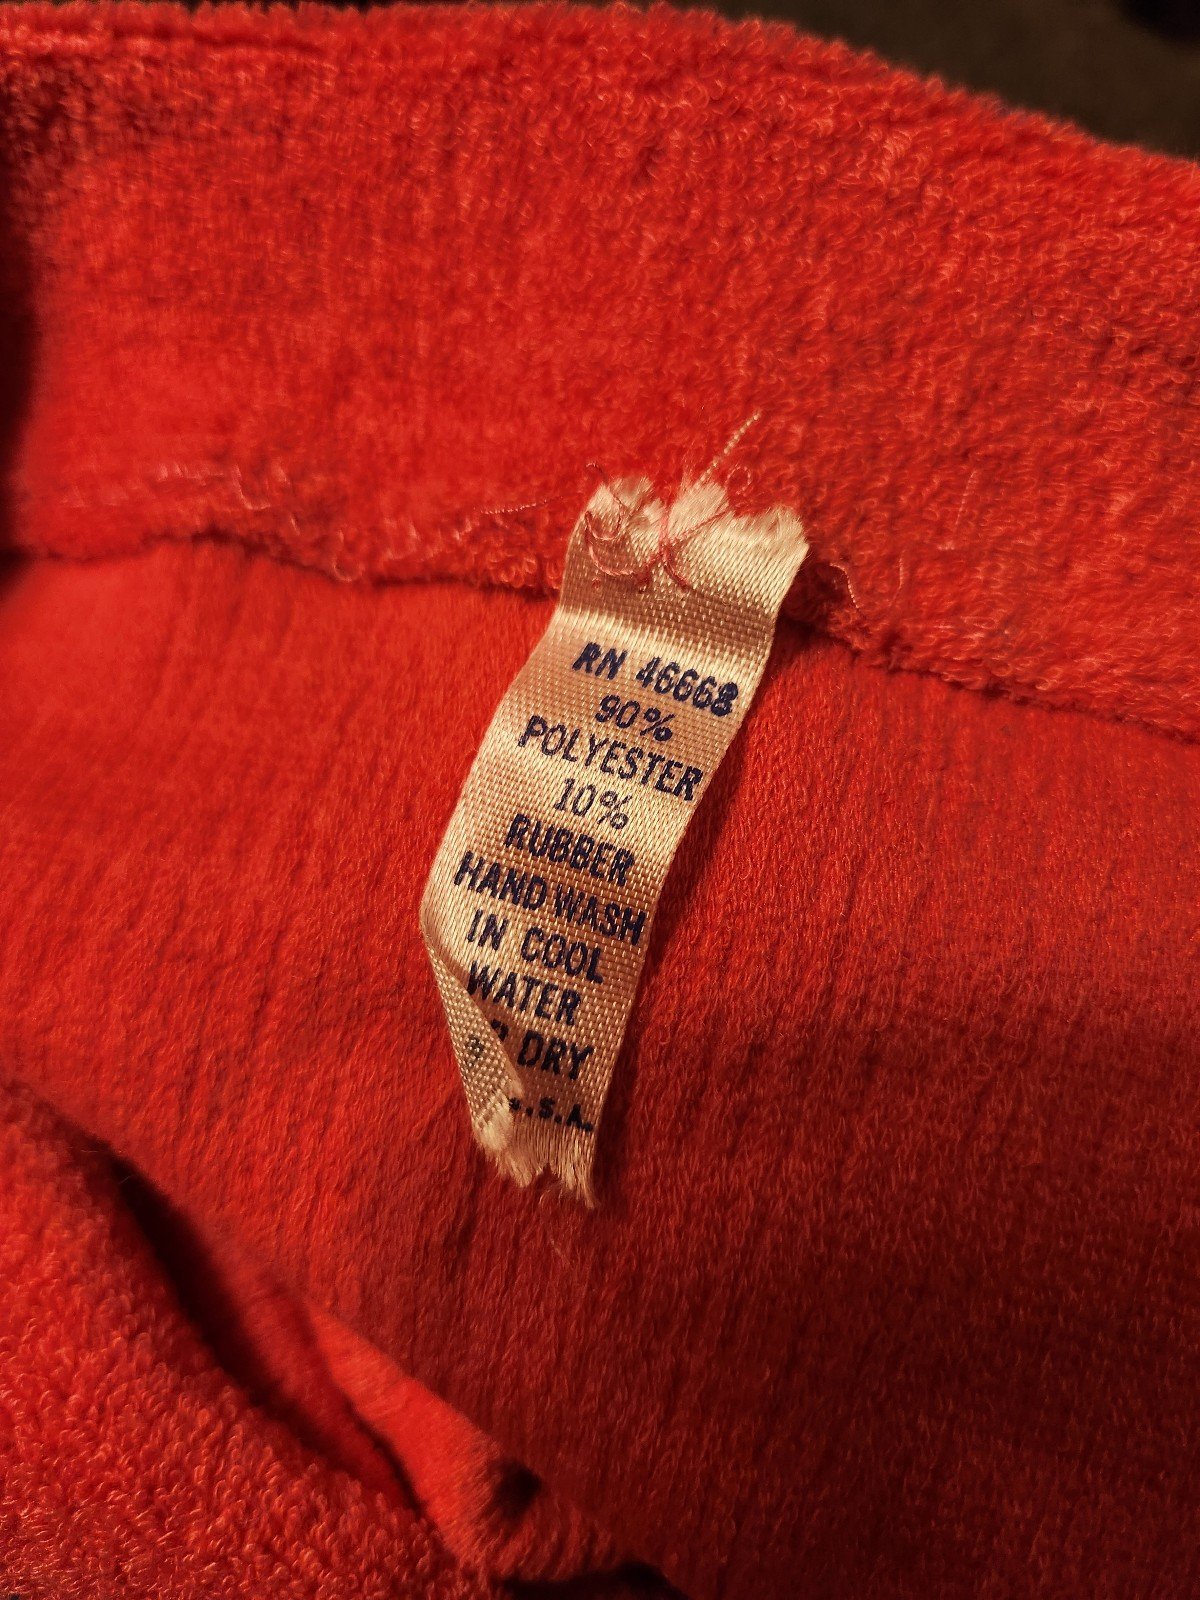 RN 46668
90%
POLYESTER
10%
RUBBER
HAND WASH
IN COOL
WATER
DRY
.S.A.